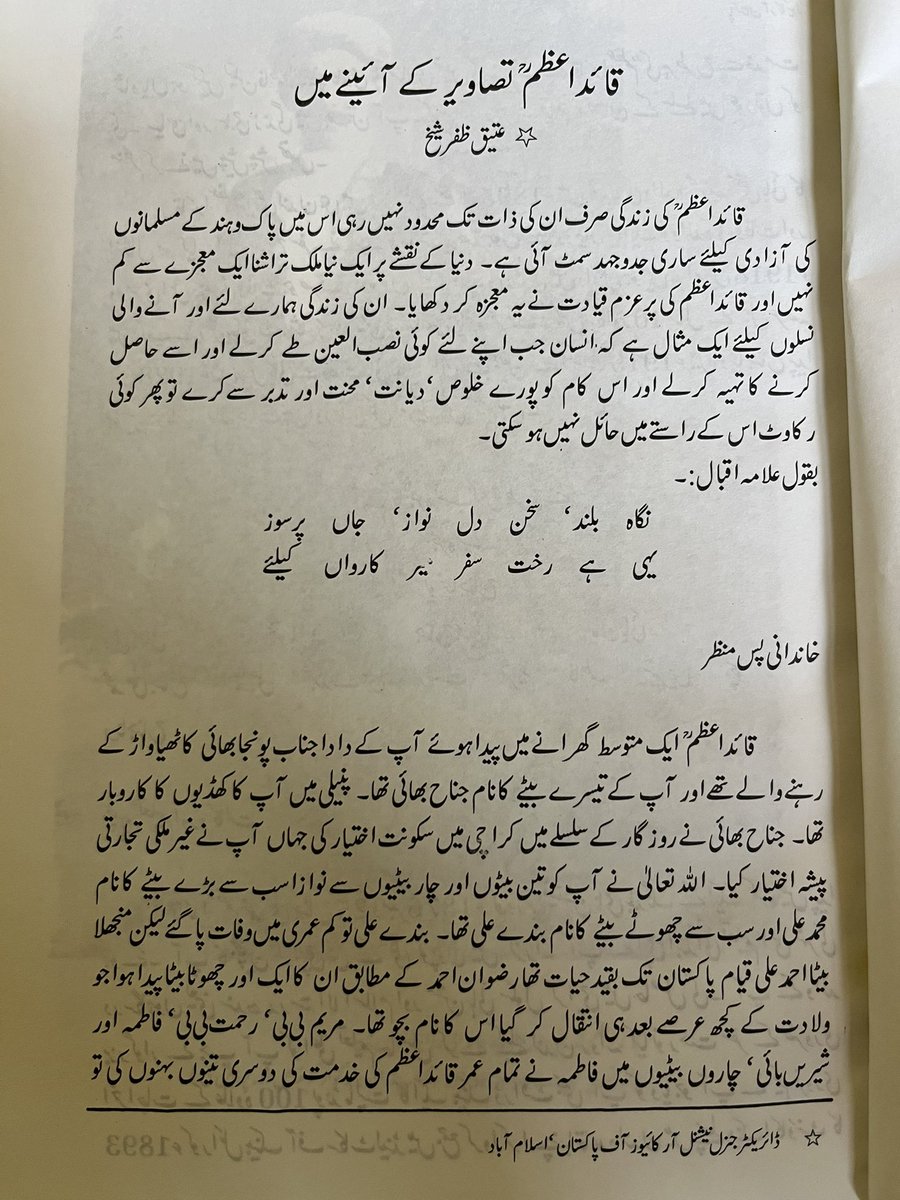 قائداعظمؒ تصاویر کے آئینے میں
☆ عتیق ظفر شیخ
قائداعظمؒ کی زندگی صرف ان کی ذات تک محدود نہیں رہی اس میں پاک و ہند کے مسلمانوں
کی آزادی کیلئے ساری جدوجہد سمٹ آئی ہے۔ دنیا کے نقشے پر ایک نیا ملک تراشنا ایک معجزے سے کم
نہیں اور قائداعظم کی پرعزم قیادت نے یہ معجزہ کر دکھایا۔ ان کی زندگی ہمارے لئے اور آنے والی
نسلوں کیلئے ایک مثال ہے کہ انسان جب اپنے لئے کوئی نصب العین طے کر لے اور اسے حاصل
کرنے کا تہیہ کرلے اور اس کام کو پورے خلوص ‘دیانت‘ محنت اور تدبر سے کرے تو پھر کوئی
رکاوٹ اس کے راستے میں حائل نہیں ہو سکتی۔
بقول علامہ اقبال:۔
نگاہ بلند‘ سخن دل نواز‘ جاں پرسوز
یہی ہے رخت سفر میر کارواں کیلئے
خاندانی پس منظر
قائداعظمؒ ایک متوسط گھرانے میں پیدا ہوئے آپ کے دادا جناب پونجا بھائی کاٹھیاواڑ کے
رہنے والے تھے اور آپ کے تیسرے بیٹے کا نام جناح بھائی تھا۔ پنیلی میں آپ کا کھڈیوں کا کاروبار
تھا۔ جناح بھائی نے روزگار کے سلسلے میں کراچی میں سکونت اختیار کی جہاں آپ نے غیر ملکی تجارتی
پیشہ اختیار کیا۔ اللہ تعالیٰ نے آپ کو تین بیٹوں اور چار بیٹیوں سے نوازا سب سے بڑے بیٹے کا نام
محمد علی اور سب سے چھوٹے بیٹے کا نام بندے علی تھا۔ بندے علی تو کم عمری میں وفات پا گئے لیکن منجھلا
بیٹا احمد علی قیام پاکستان تک بقید حیات تھا رضوان احمد کے مطابق ان کا ایک اور چھوٹا بیٹا پیدا ہوا جو
ولادت کے کچھ عرصے بعد ہی انتقال کر گیا اس کا نام بچو تھا۔ مریم بی بی‘ رحمت بی بی‘ فاطمہ اور
شیریں بائی ‘ چاروں بیٹیوں میں فاطمہ نے تمام عمر قائداعظم کی خدمت کی دوسری تینوں بہنوں کی تو
☆ ڈائریکٹر جنرل نیشنل آرکائیوز آف پاکستان ‘اسلام آباد